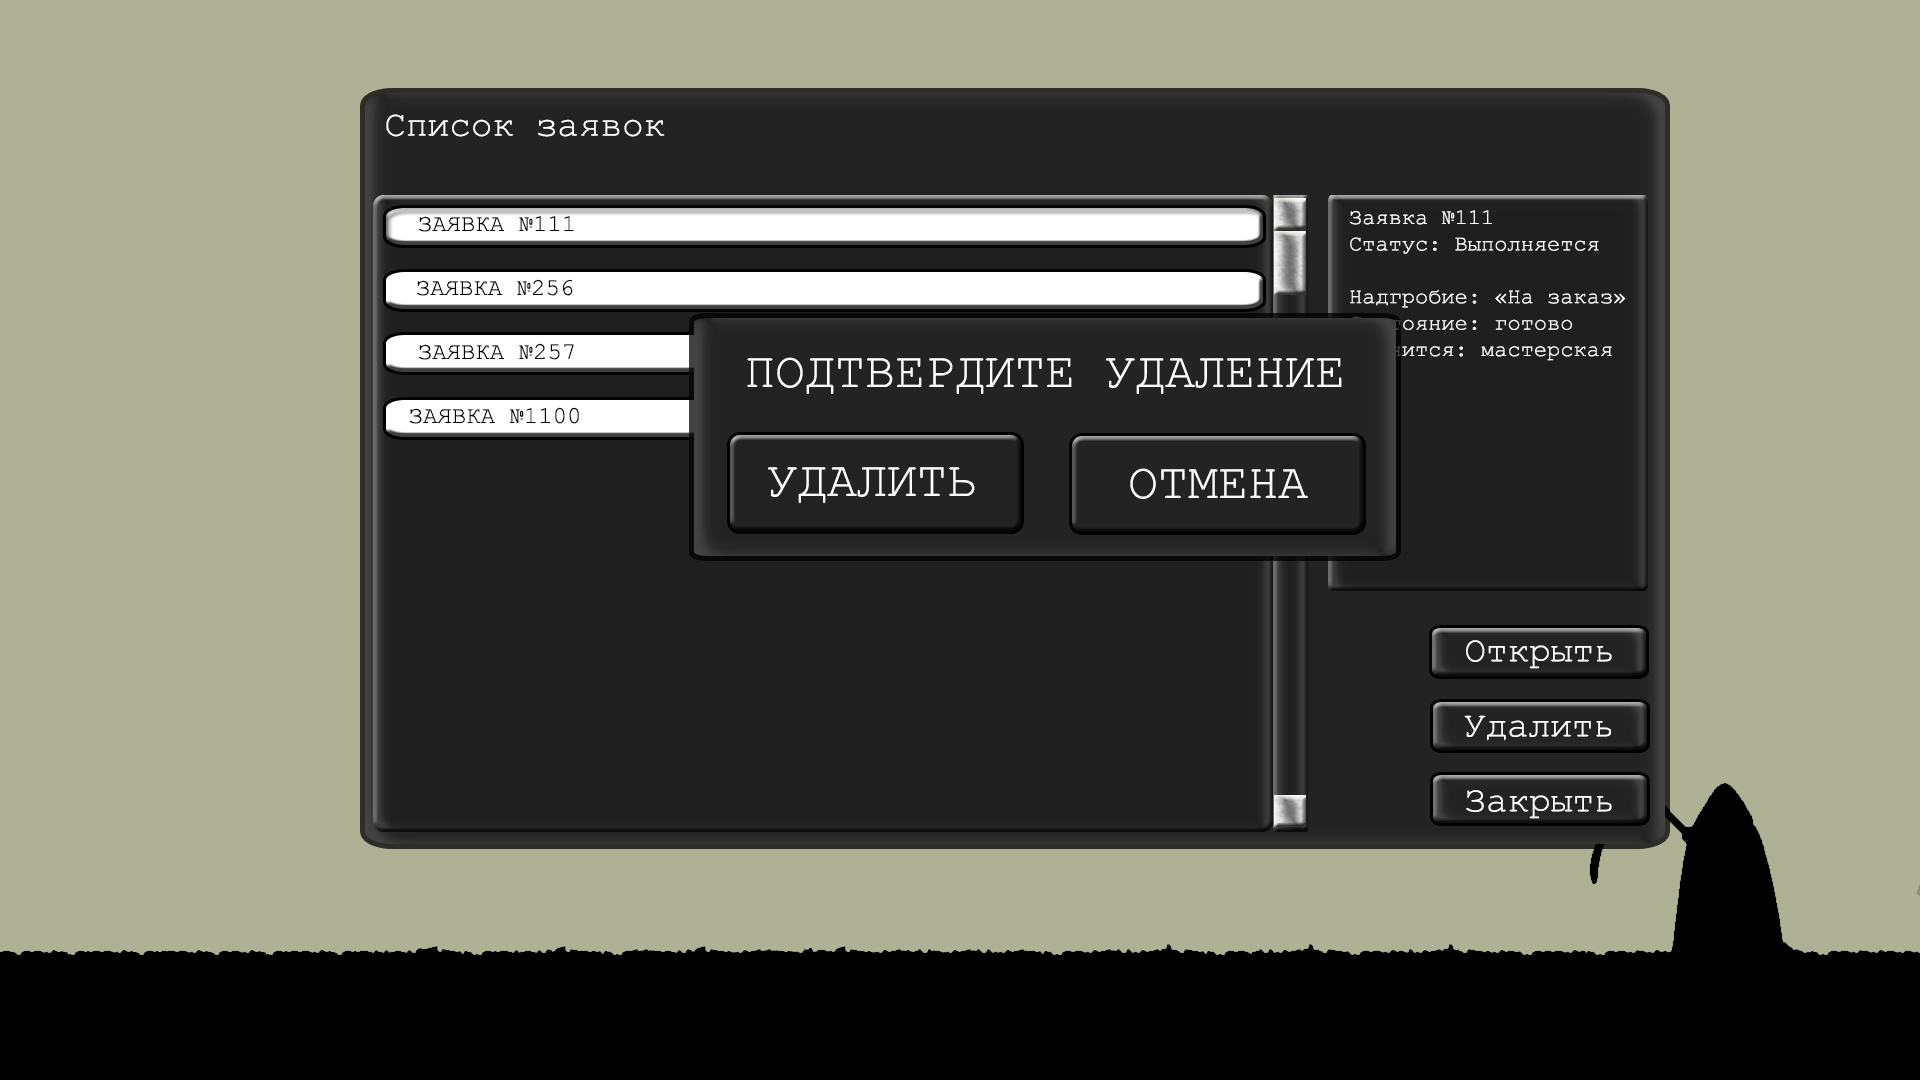 Список заявок
ЗАЯВКА №111
ЗАЯВКА №256
ЗАЯВКА №257
ЗАЯВКА №1100
Заявка №111
Статус: Выполняется
Надгробие: «На заказ»
готово
мастерская
ПОДТВЕРДИТЕ УДАЛЕНИЕ
УДАЛИТЬ
ОТМЕНА
Открыть
Удалить
Закрыть